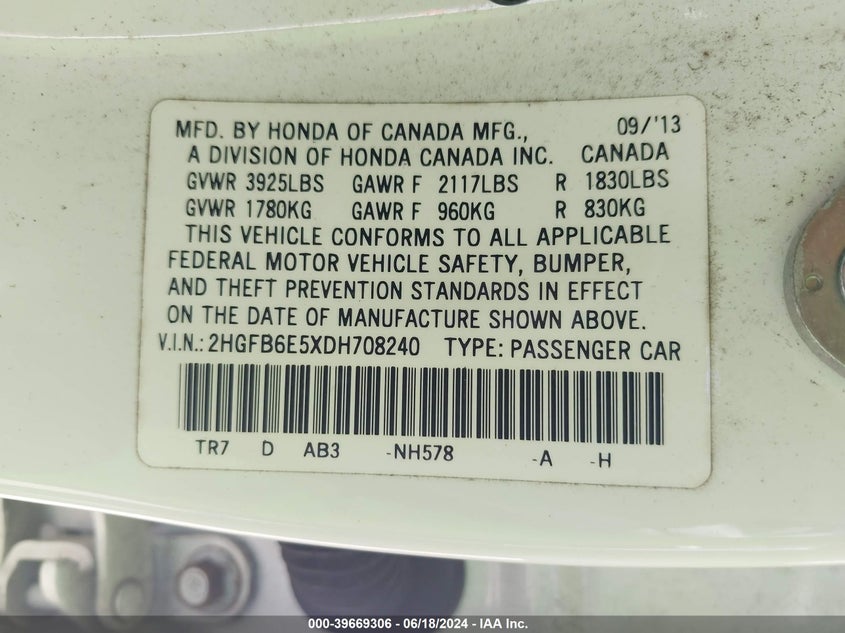 MFD. BY HONDA OF CANADA MFG., 09/'13
A DIVISION OF HONDA CANADA INC. CANADA
GVWR 3925LBS GAWR F 2117LBS R 1830LBS
GVWR 1780KG GAWR F 960KG R 830KG
THIS VEHICLE CONFORMS TO ALL APPLICABLE
FEDERAL MOTOR VEHICLE SAFETY, BUMPER,
AND THEFT PREVENTION STANDARDS IN EFFECT
ON THE DATE OF MANUFACTURE SHOWN ABOVE.
V.I.N.: 2HGFB6E5XDH708240 TYPE: PASSENGER CAR
TR7 D AB3 -NH578 -A -H
000-39669306 - 06/18/2024 - IAA Inc.